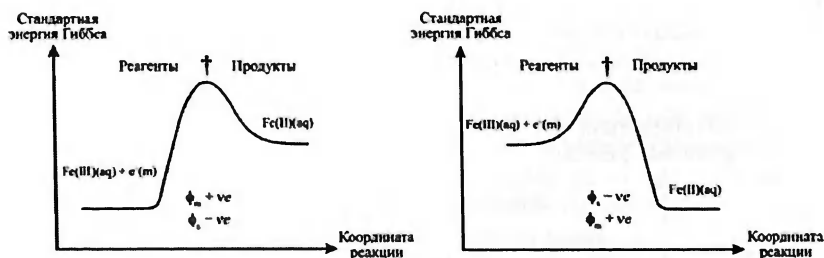 Стандартная
энергия Гиббса
Реагенты † Продукты
Fe(II)(aq)
Fe(III)(aq) + e⁻(m)
ϕm + ve
ϕs − ve
Координата
реакции
Стандартная
энергия Гиббса
Реагенты † Продукты
Fe(III)(aq) + e⁻(m)
ϕs − ve
ϕm + ve
Fe(II)(aq)
Координата
реакции